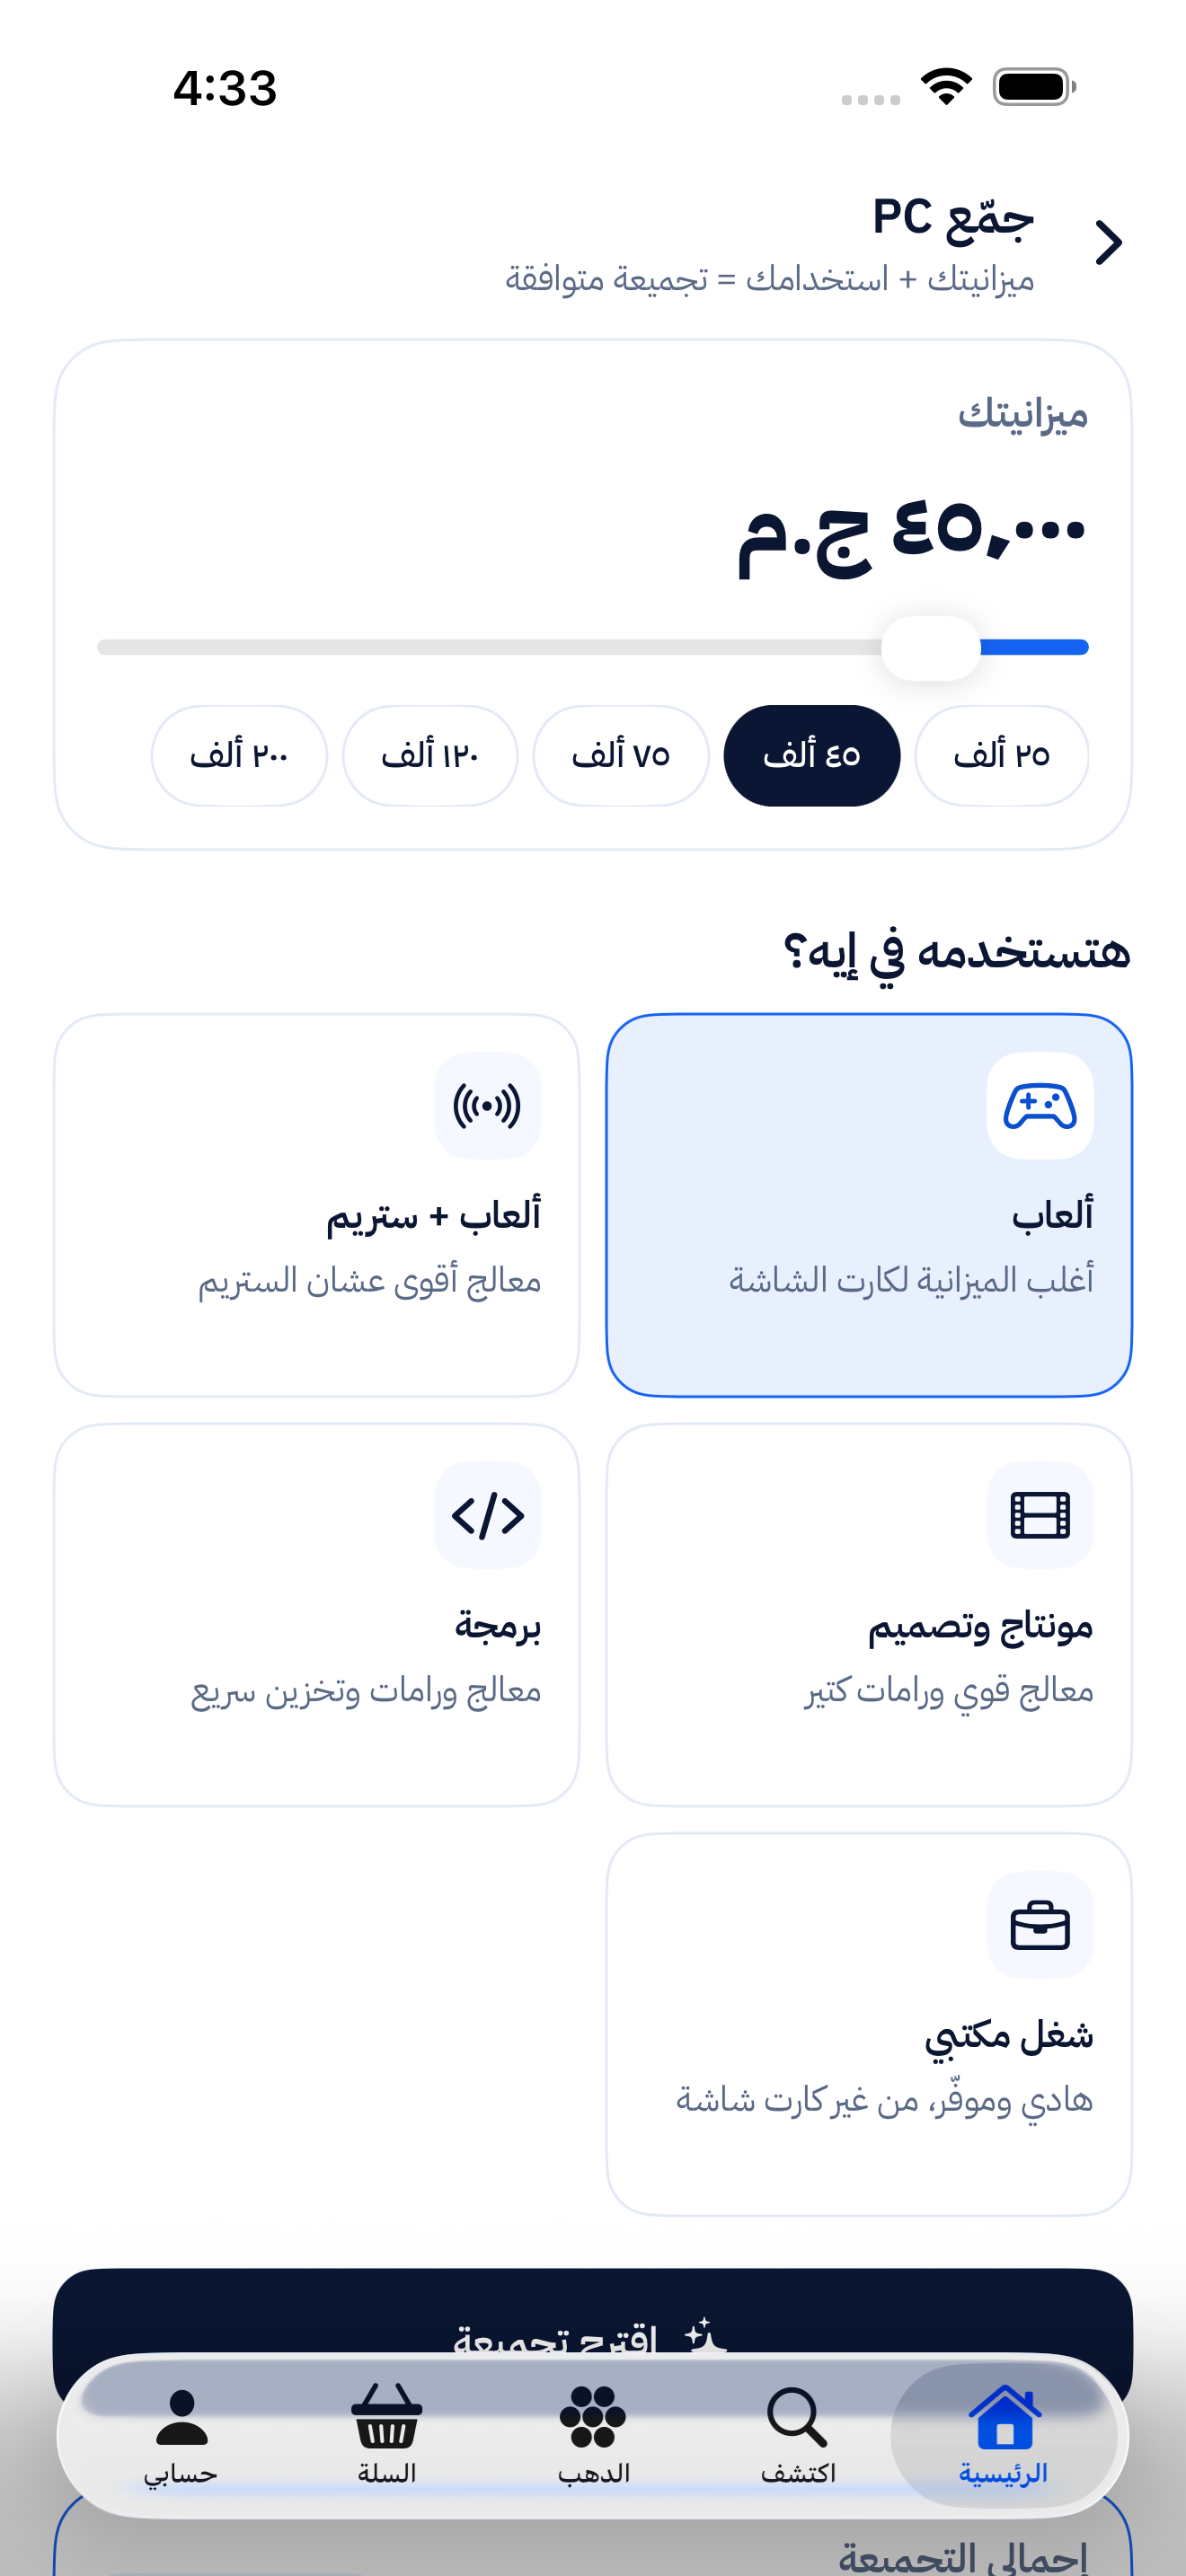 4:33
جمّع PC
ميزانيتك + استخدامك = تجميعة متوافقة
ميزانيتك
٤٥,٠٠٠ ج.م
٢٥ ألف
٤٥ ألف
٧٥ ألف
١٢٠ ألف
٢٠٠ ألف
هتستخدمه في إيه؟
ألعاب
أغلب الميزانية لكارت الشاشة
ألعاب + ستريم
معالج أقوى عشان الستريم
مونتاج وتصميم
معالج قوي ورامات كتير
برمجة
معالج ورامات وتخزين سريع
شغل مكتبي
هادي وموفّر، من غير كارت شاشة
اقترح تجميعة
الرئيسية
اكتشف
الدهب
السلة
حسابي
إجمالي التجميعة